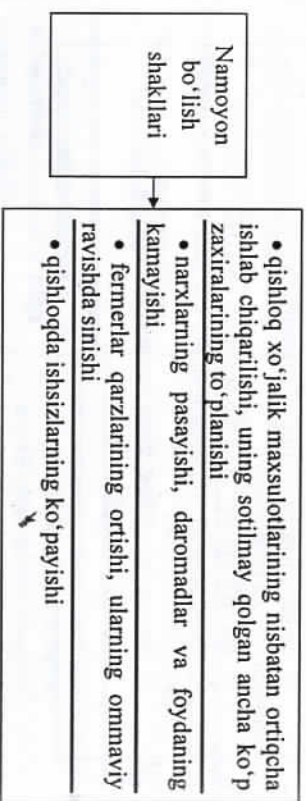 Namoyon
bo‘lish
shakllari
• qishloq xo‘jalik maxsulotlarining nisbatan ortiqcha
ishlab chiqarilishi, uning sotilmay qolgan ancha ko‘p
zaxiralarining to‘planishi
• narxlarning pasayishi, daromadlar va foydaning
kamayishi
• fermerlar qarzlarining ortishi, ularning ommaviy
ravishda sinishi
• qishloqda ishsizlarning ko‘payishi